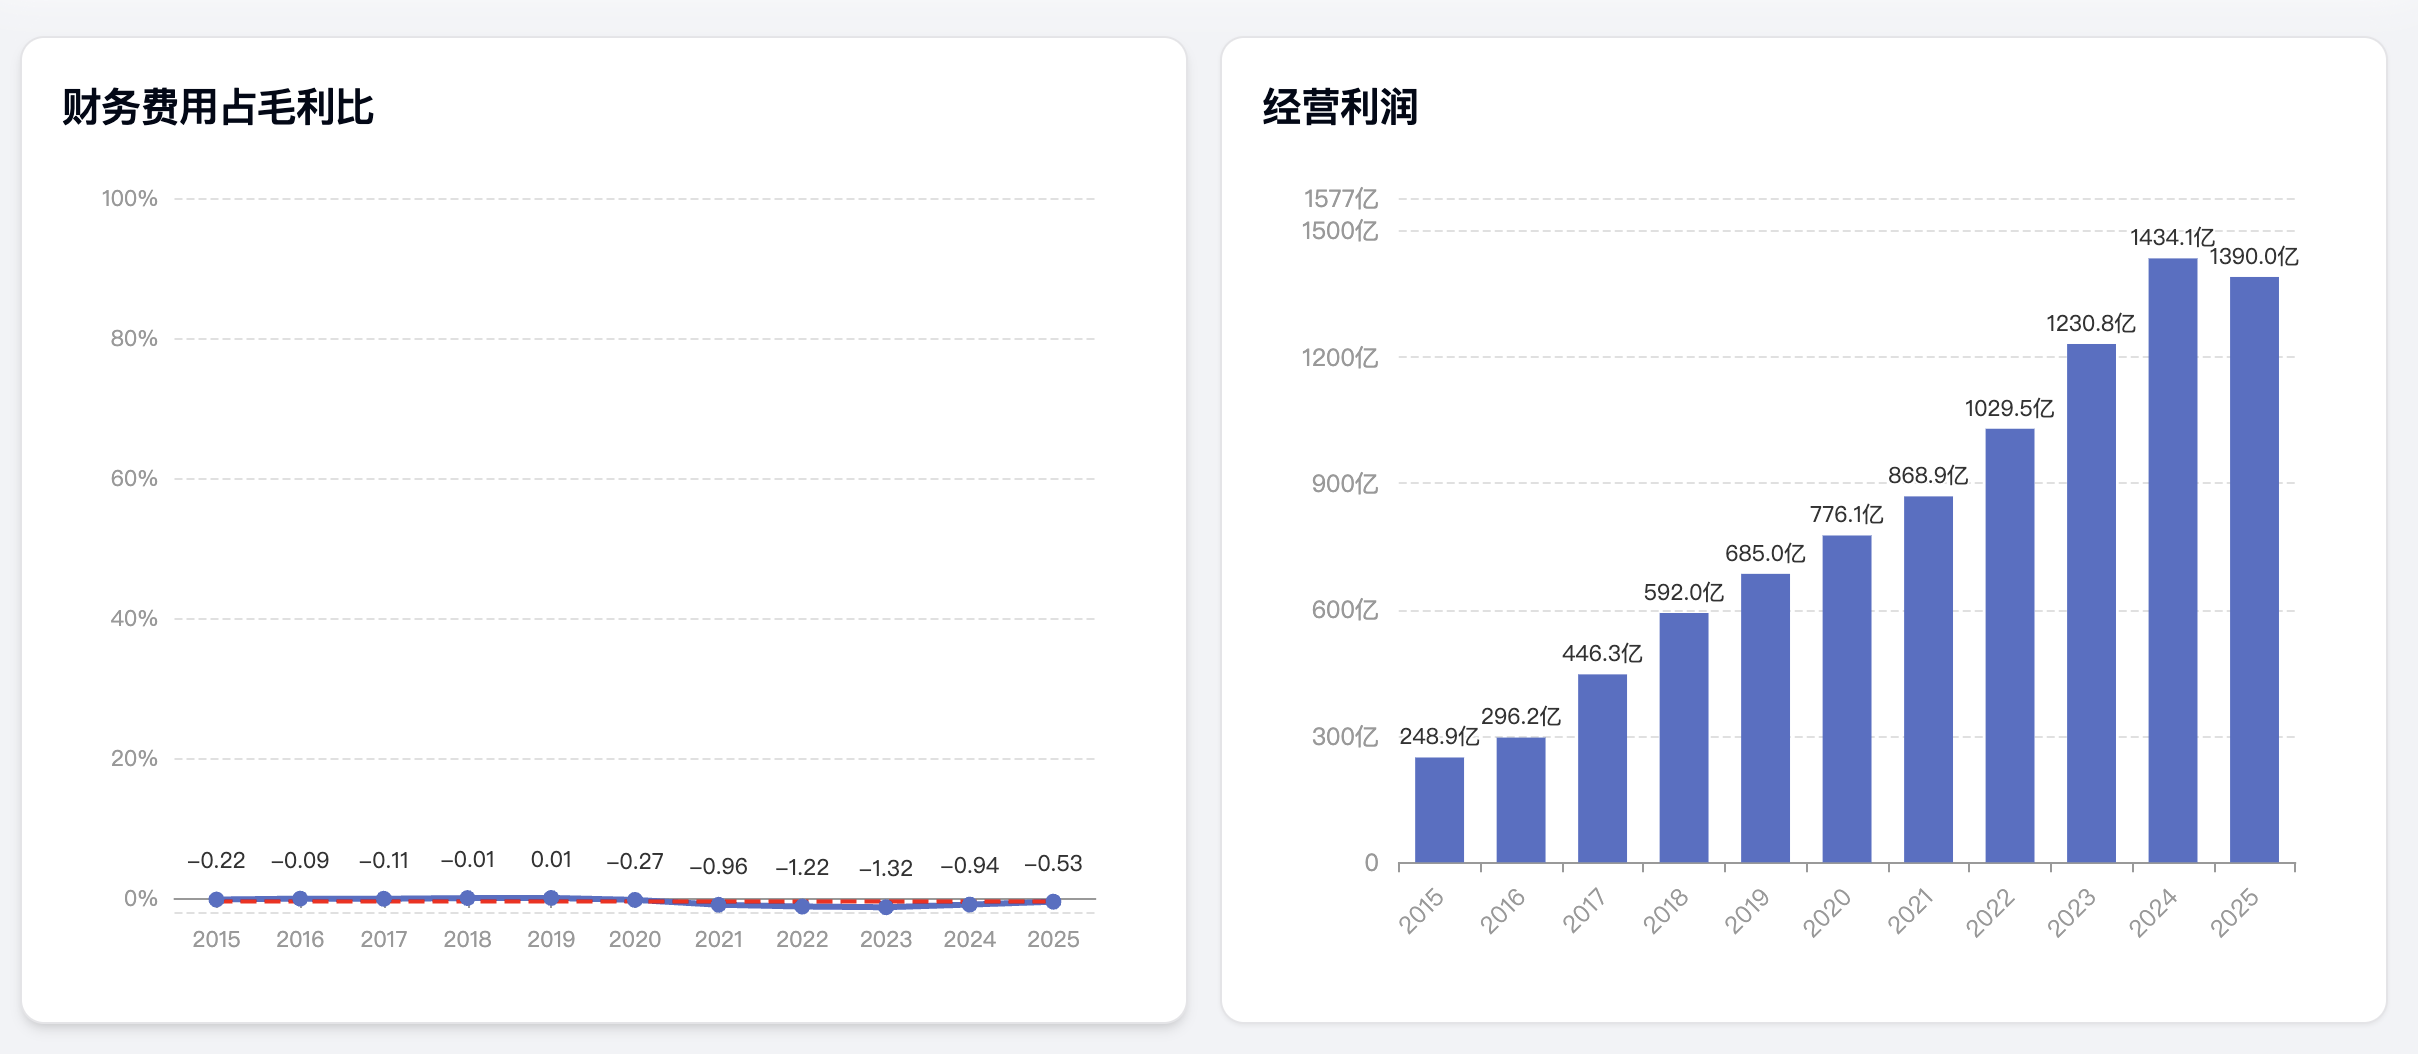 财务费用占毛利比
100%
80%
60%
40%
20%
0%
–0.22 –0.09 –0.11 –0.01 0.01 –0.27 –0.96 –1.22 –1.32 –0.94 –0.53
2015 2016 2017 2018 2019 2020 2021 2022 2023 2024 2025
经营利润
1577亿
1500亿
1200亿
900亿
600亿
300亿
0
248.9亿
296.2亿
446.3亿
592.0亿
685.0亿
776.1亿
868.9亿
1029.5亿
1230.8亿
1434.1亿
1390.0亿
2015 2016 2017 2018 2019 2020 2021 2022 2023 2024 2025